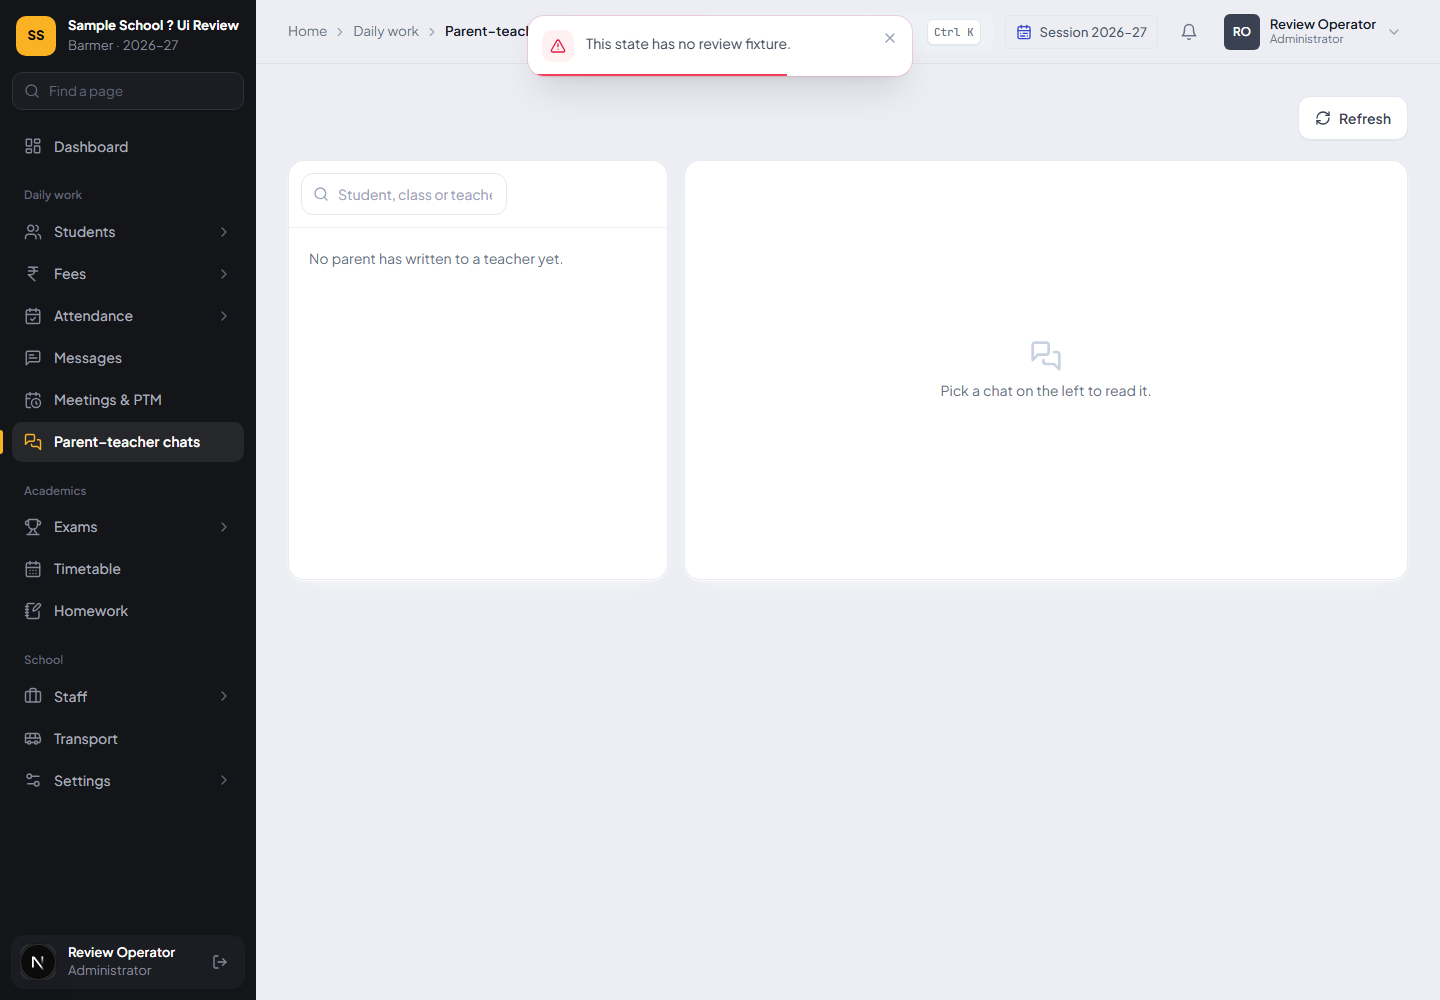 SS
Sample School ? Ui Review
Barmer · 2026–27
Find a page
Dashboard
Daily work
Students
Fees
Attendance
Messages
Meetings & PTM
Parent–teacher chats
Academics
Exams
Timetable
Homework
School
Staff
Transport
Settings
Review Operator
Administrator
Home
Daily work
This state has no review fixture.
Ctrl K
Session 2026–27
RO
Review Operator
Administrator
Refresh
Student, class or
No parent has written to a teacher yet.
Pick a chat on the left to read it.